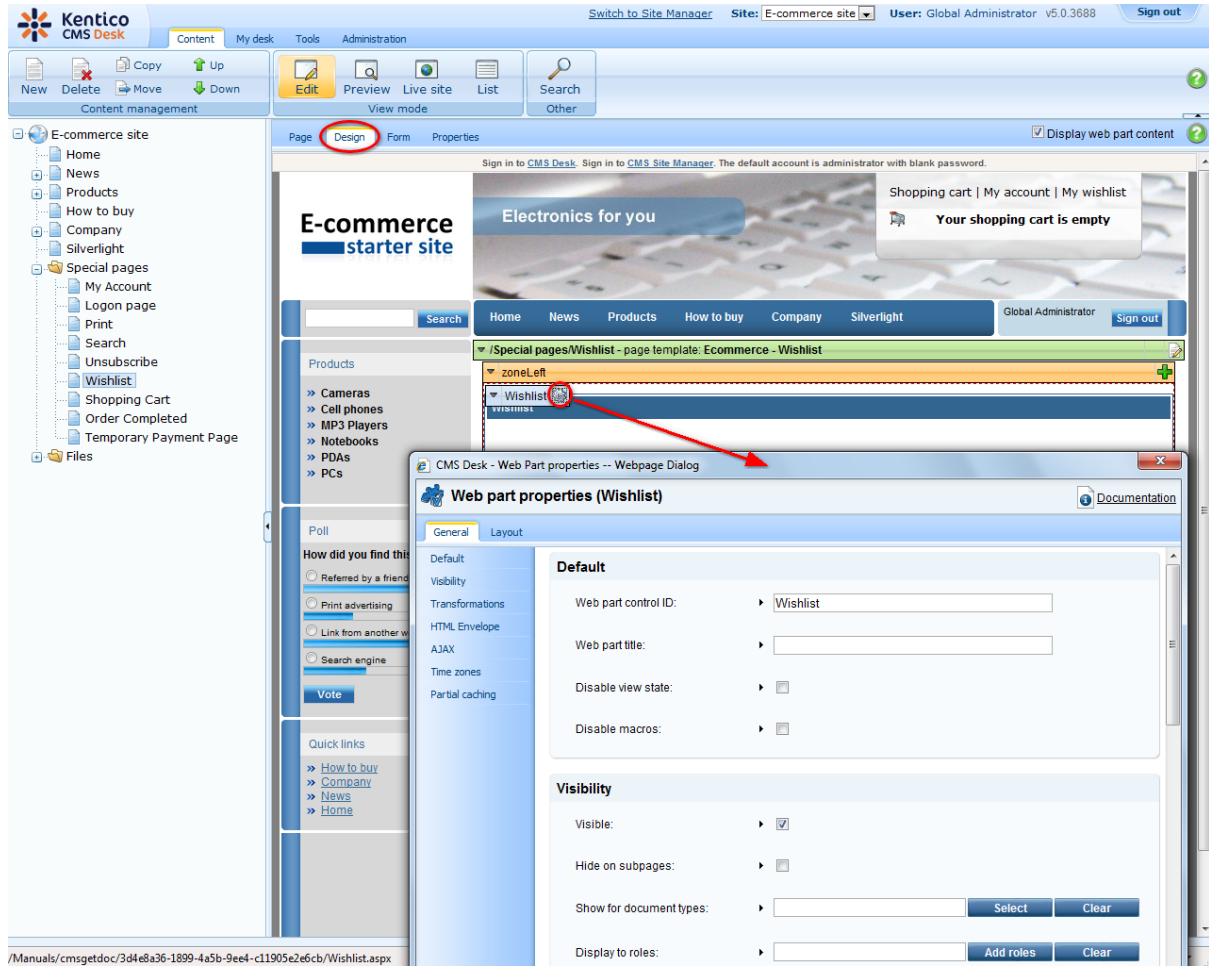 Kentico
CMS Desk
Switch to Site Manager Site: E-commerce site User: Global Administrator v5.0.3688 Sign out
Content My desk Tools Administration
New Delete Copy Move Up Down
Content management
Edit Preview Live site List
View mode
Search
Other
E-commerce site
Home
News
Products
How to buy
Company
Silverlight
Special pages
My Account
Logon page
Print
Search
Unsubscribe
Wishlist
Shopping Cart
Order Completed
Temporary Payment Page
Files
Page Design Form Properties Display web part content
Sign in to CMS Desk. Sign in to CMS Site Manager. The default account is administrator with blank password.
E-commerce
starter site
Electronics for you
Shopping cart | My account | My wishlist
Your shopping cart is empty
Search
Home News Products How to buy Company Silverlight
Global Administrator Sign out
/Special pages/Wishlist - page template: Ecommerce - Wishlist
zoneLeft
Wishlist
Wishlist
Products
» Cameras
» Cell phones
» MP3 Players
» Notebooks
» PDAs
» PCs
Poll
How did you find this
Referred by a friend
Print advertising
Link from another w
Search engine
Vote
Quick links
» How to buy
» Company
» News
» Home
CMS Desk - Web Part properties -- Webpage Dialog
Web part properties (Wishlist) Documentation
General Layout
Default
Visibility
Transformations
HTML Envelope
AJAX
Time zones
Partial caching
Default
Web part control ID: Wishlist
Web part title:
Disable view state:
Disable macros:
Visibility
Visible:
Hide on subpages:
Show for document types: Select Clear
Display to roles: Add roles Clear
/Manuals/cmsgetdoc/3d4e8a36-1899-4a5b-9ee4-c11905e2e6cb/Wishlist.aspx